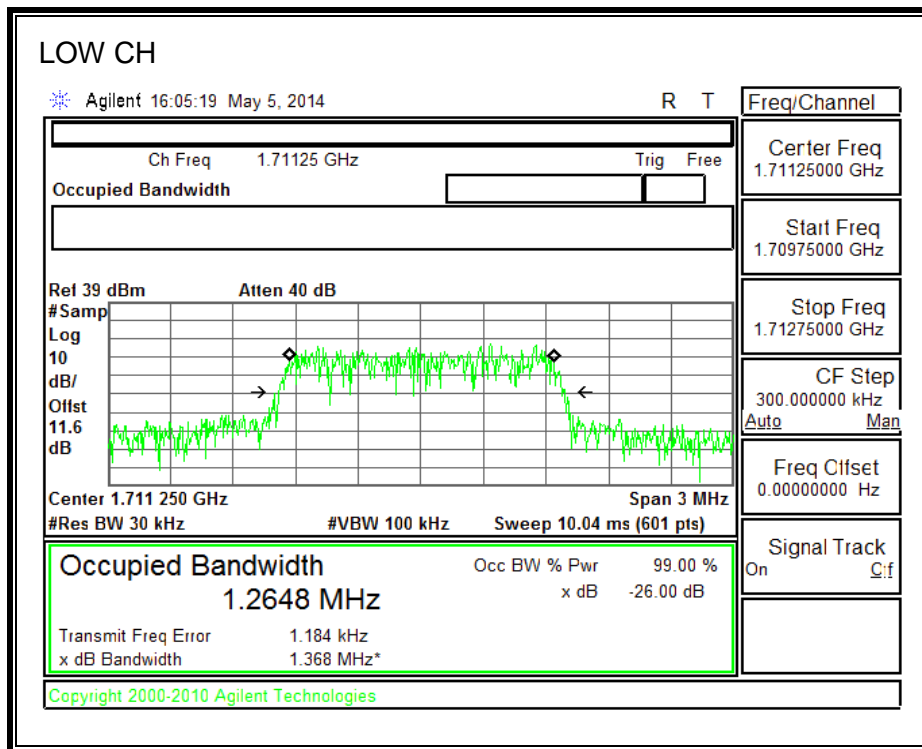 LOW CH
Agilent 16:05:19 May 5, 2014 R T
Ch Freq 1.71125 GHz Trig Free
Occupied Bandwidth
Ref 39 dBm Atten 40 dB
#Samp
Log
10
dB/
Offst
11.6
dB
Center 1.711 250 GHz Span 3 MHz
#Res BW 30 kHz #VBW 100 kHz Sweep 10.04 ms (601 pts)
Occupied Bandwidth
1.2648 MHz
Occ BW % Pwr 99.00 %
x dB -26.00 dB
Transmit Freq Error 1.184 kHz
x dB Bandwidth 1.368 MHz*
Copyright 2000-2010 Agilent Technologies
Freq/Channel
Center Freq
1.71125000 GHz
Start Freq
1.70975000 GHz
Stop Freq
1.71275000 GHz
CF Step
300.000000 kHz
Auto Man
Freq Offset
0.00000000 Hz
Signal Track
On Off